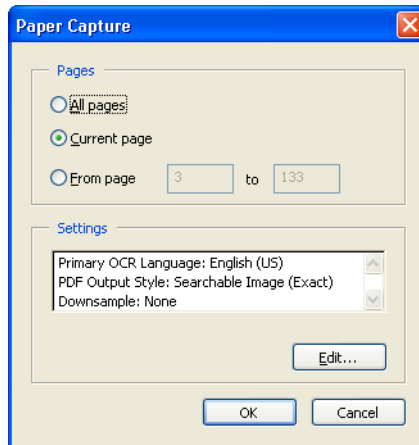 Paper Capture
Pages
All pages
Current page
From page 3 to 133
Settings
Primary OCR Language: English (US)
PDF Output Style: Searchable Image (Exact)
Downsample: None
Edit...
OK Cancel